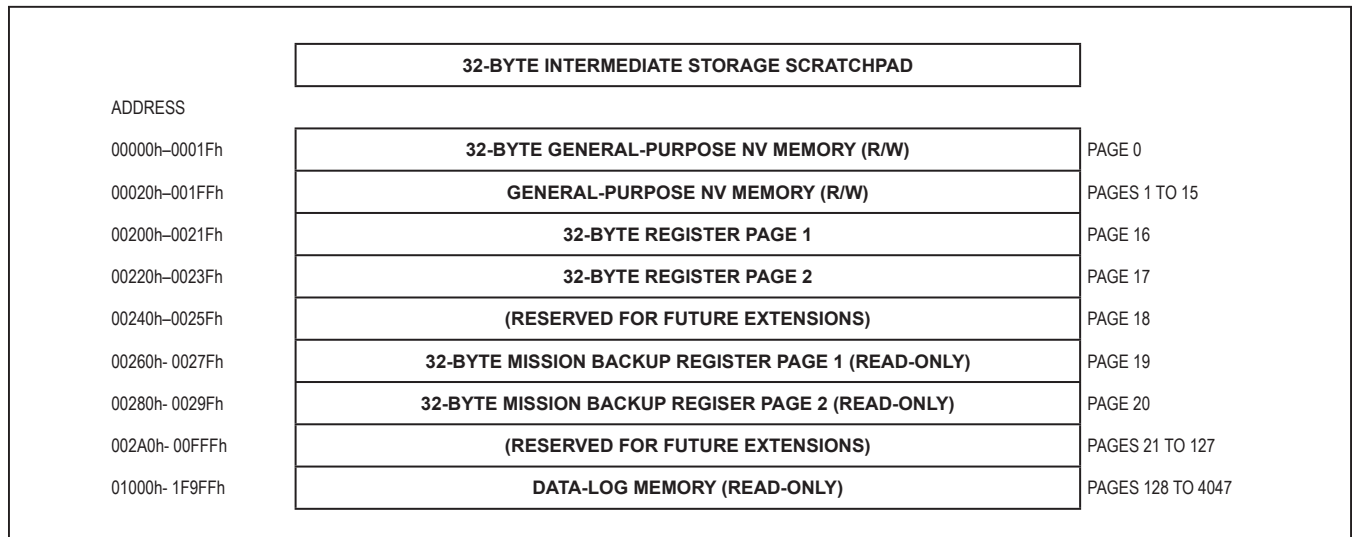 32-BYTE INTERMEDIATE STORAGE SCRATCHPAD
ADDRESS
00000h–0001Fh 32-BYTE GENERAL-PURPOSE NV MEMORY (R/W) PAGE 0
00020h–001FFh GENERAL-PURPOSE NV MEMORY (R/W) PAGES 1 TO 15
00200h–0021Fh 32-BYTE REGISTER PAGE 1 PAGE 16
00220h–0023Fh 32-BYTE REGISTER PAGE 2 PAGE 17
00240h–0025Fh (RESERVED FOR FUTURE EXTENSIONS) PAGE 18
00260h- 0027Fh 32-BYTE MISSION BACKUP REGISTER PAGE 1 (READ-ONLY) PAGE 19
00280h- 0029Fh 32-BYTE MISSION BACKUP REGISER PAGE 2 (READ-ONLY) PAGE 20
002A0h- 00FFFh (RESERVED FOR FUTURE EXTENSIONS) PAGES 21 TO 127
01000h- 1F9FFh DATA-LOG MEMORY (READ-ONLY) PAGES 128 TO 4047